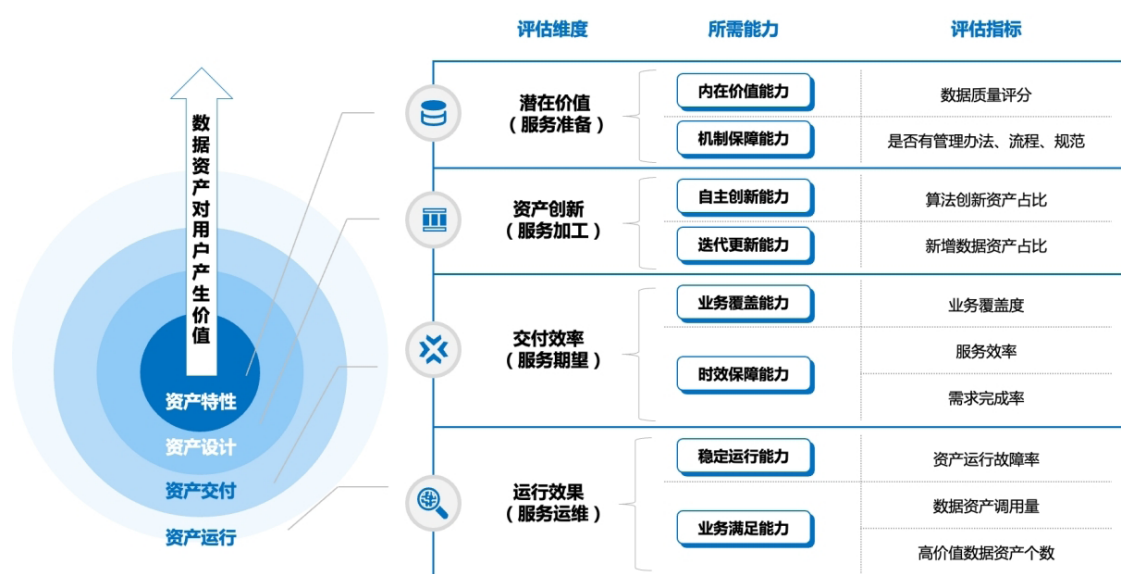 评估维度
所需能力
评估指标
数据资产对用户产生价值
资产特性
资产设计
资产交付
资产运行
潜在价值
（服务准备）
内在价值能力
数据质量评分
机制保障能力
是否有管理办法、流程、规范
资产创新
（服务加工）
自主创新能力
算法创新资产占比
迭代更新能力
新增数据资产占比
交付效率
（服务期望）
业务覆盖能力
业务覆盖度
时效保障能力
服务效率
需求完成率
运行效果
（服务运维）
稳定运行能力
资产运行故障率
业务满足能力
数据资产调用量
高价值数据资产个数